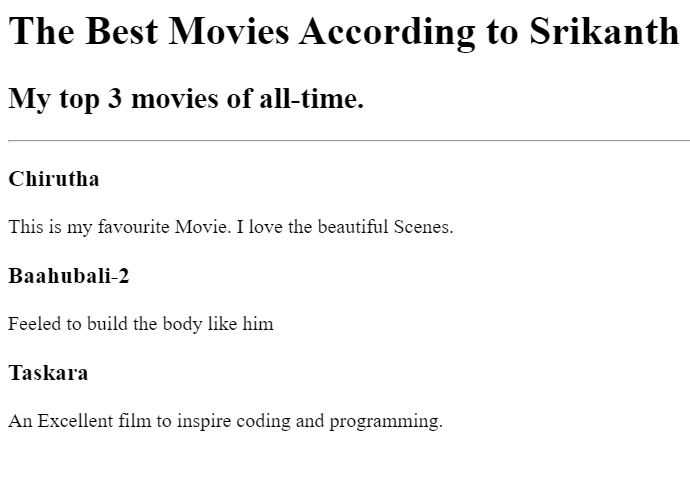 The Best Movies According to Srikanth
My top 3 movies of all-time.
Chirutha
This is my favourite Movie. I love the beautiful Scenes.
Baahubali-2
Feeled to build the body like him
Taskara
An Excellent film to inspire coding and programming.